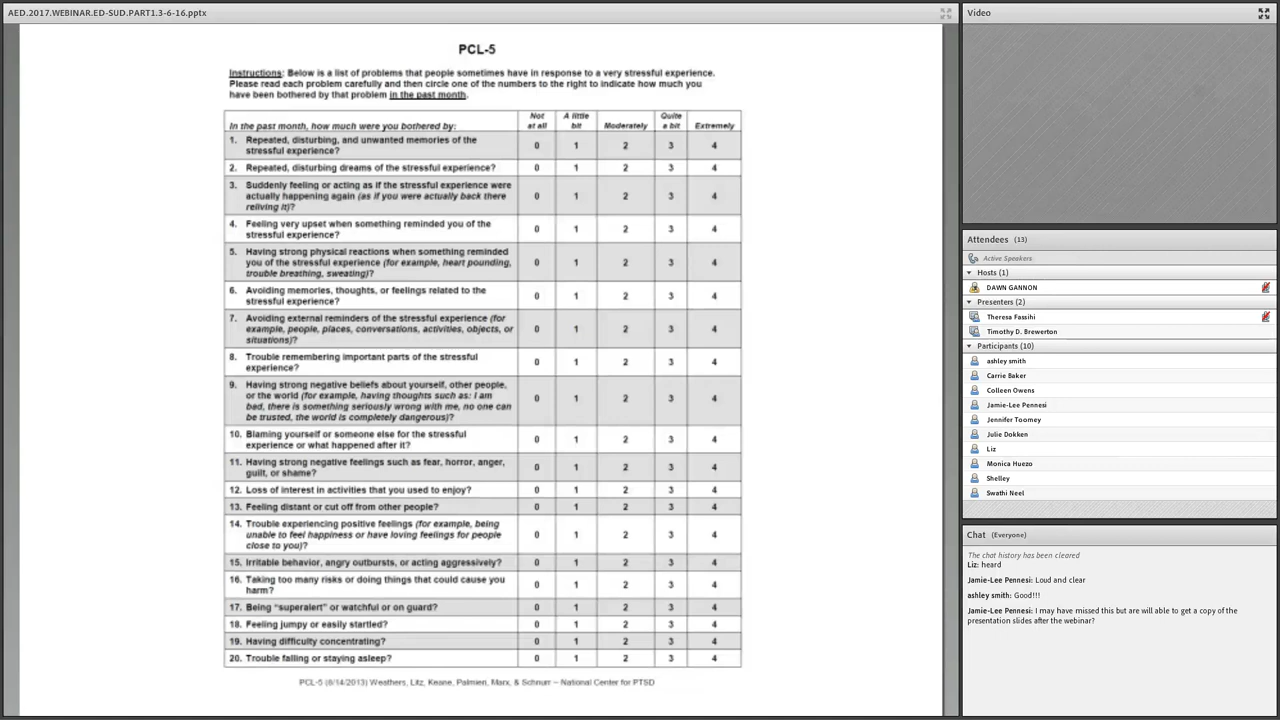 AED.2017.WEBINAR.ED-SUD.PART1.3-6-16.pptx
PCL-5
Instructions: Below is a list of problems that people sometimes have in response to a very stressful experience.
Please read each problem carefully and then circle one of the numbers to the right to indicate how much you
have been bothered by that problem in the past month.
In the past month, how much were you bothered by: Not at all A little bit Moderately Quite a bit Extremely
1. Repeated, disturbing, and unwanted memories of the
stressful experience? 0 1 2 3 4
2. Repeated, disturbing dreams of the stressful experience? 0 1 2 3 4
3. Suddenly feeling or acting as if the stressful experience were
actually happening again (as if you were actually back there
reliving it)? 0 1 2 3 4
4. Feeling very upset when something reminded you of the
stressful experience? 0 1 2 3 4
5. Having strong physical reactions when something reminded
you of the stressful experience (for example, heart pounding,
trouble breathing, sweating)? 0 1 2 3 4
6. Avoiding memories, thoughts, or feelings related to the
stressful experience? 0 1 2 3 4
7. Avoiding external reminders of the stressful experience (for
example, people, places, conversations, activities, objects, or
situations)? 0 1 2 3 4
8. Trouble remembering important parts of the stressful
experience? 0 1 2 3 4
9. Having strong negative beliefs about yourself, other people,
or the world (for example, having thoughts such as: I am
bad, there is something seriously wrong with me, no one can
be trusted, the world is completely dangerous)? 0 1 2 3 4
10. Blaming yourself or someone else for the stressful
experience or what happened after it? 0 1 2 3 4
11. Having strong negative feelings such as fear, horror, anger,
guilt, or shame? 0 1 2 3 4
12. Loss of interest in activities that you used to enjoy? 0 1 2 3 4
13. Feeling distant or cut off from other people? 0 1 2 3 4
14. Trouble experiencing positive feelings (for example, being
unable to feel happiness or have loving feelings for people
close to you)? 0 1 2 3 4
15. Irritable behavior, angry outbursts, or acting aggressively? 0 1 2 3 4
16. Taking too many risks or doing things that could cause you
harm? 0 1 2 3 4
17. Being "superalert" or watchful or on guard? 0 1 2 3 4
18. Feeling jumpy or easily startled? 0 1 2 3 4
19. Having difficulty concentrating? 0 1 2 3 4
20. Trouble falling or staying asleep? 0 1 2 3 4
PCL-5 (8/14/2013) Weathers, Litz, Keane, Palmieri, Marx, & Schnurr -- National Center for PTSD
Video
Attendees (13)
Active Speakers
Hosts (1)
DAWN GANNON
Presenters (2)
Theresa Fassihi
Timothy D. Brewerton
Participants (10)
ashley smith
Carrie Baker
Colleen Owens
Jamie-Lee Pennesi
Jennifer Toomey
Julie Dokken
Liz
Monica Huezo
Shelley
Swathi Neel
Chat (Everyone)
The chat history has been cleared
Liz: heard
Jamie-Lee Pennesi: Loud and clear
ashley smith: Good!!!
Jamie-Lee Pennesi: I may have missed this but are will able to get a copy of the
presentation slides after the webinar?